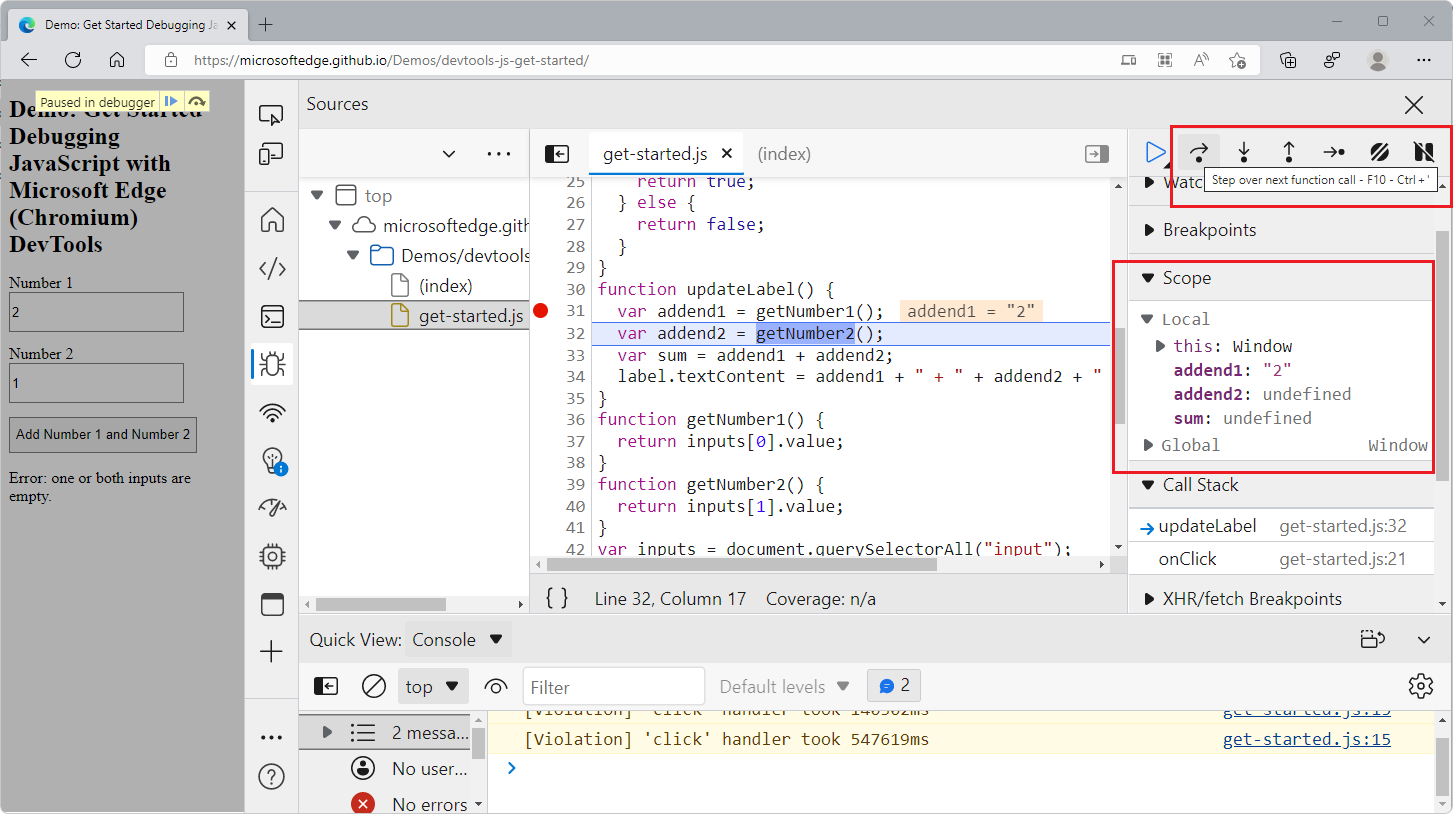 Demo: Get Started Debugging Ja
https://microsoftedge.github.io/Demos/devtools-js-get-started/
Paused in debugger
Demo: Get Started
Debugging
JavaScript with
Microsoft Edge
(Chromium)
DevTools
Number 1
2
Number 2
1
Add Number 1 and Number 2
Error: one or both inputs are
empty.
Sources
top
microsoftedge.gith
Demos/devtools
(index)
get-started.js
get-started.js
(index)
25 return true;
26 } else {
27 return false;
28 }
29 }
30 function updateLabel() {
31 var addend1 = getNumber1(); addend1 = "2"
32 var addend2 = getNumber2();
33 var sum = addend1 + addend2;
34 label.textContent = addend1 + " + " + addend2 + "
35 }
36 function getNumber1() {
37 return inputs[0].value;
38 }
39 function getNumber2() {
40 return inputs[1].value;
41 }
42 var inputs = document.querySelectorAll("input");
{ } Line 32, Column 17 Coverage: n/a
Step over next function call - F10 - Ctrl + '
Watc
Breakpoints
Scope
Local
this: Window
addend1: "2"
addend2: undefined
sum: undefined
Global Window
Call Stack
updateLabel get-started.js:32
onClick get-started.js:21
XHR/fetch Breakpoints
Quick View: Console
top Filter Default levels 2
2 messa...
No user...
No errors
[Violation] 'click' handler took 140302ms get-started.js:15
[Violation] 'click' handler took 547619ms get-started.js:15